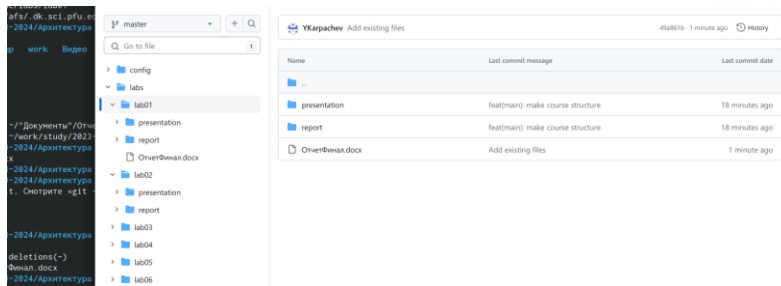 /afs/.dk.sci.pfu.ed
-2024/Архитектура
work Видео
~/"Документы"/Отче
~/work/study/2023-
-2024/Архитектура
-2024/Архитектура
-2024/Архитектура
t. Смотрите «git
-2024/Архитектура
deletions(-)
Финал.docx
-2024/Архитектура
master
Go to file
t
config
labs
lab01
presentation
report
ОтчетФинал.docx
lab02
presentation
report
lab03
lab04
lab05
lab06
YKarpachev Add existing files
49a861b · 1 minute ago History
Name Last commit message Last commit date
..
presentation feat(main): make course structure 18 minutes ago
report feat(main): make course structure 18 minutes ago
ОтчетФинал.docx Add existing files 1 minute ago